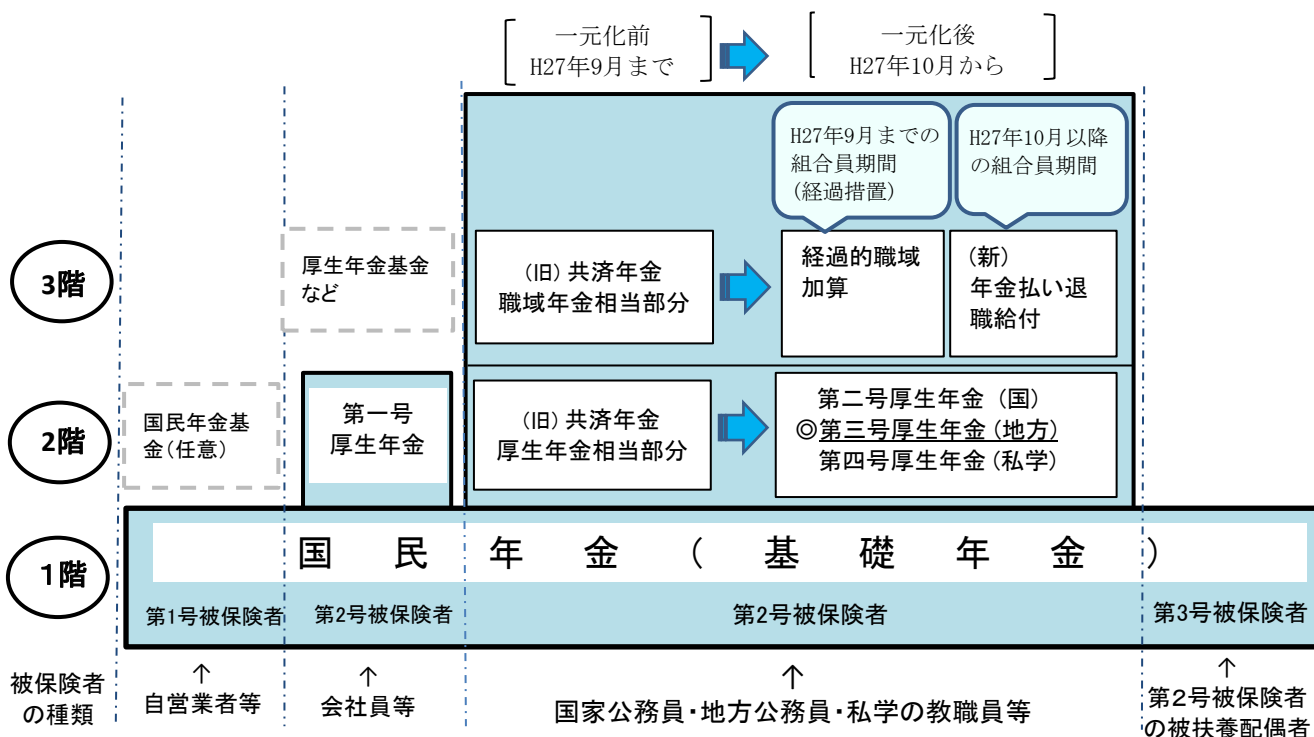 一元化前
H27年9月まで
一元化後
H27年10月から
H27年9月までの
組合員期間
(経過措置)
H27年10月以降
の組合員期間
3階
厚生年金基金
など
(旧)共済年金
職域年金相当部分
経過的職域
加算
(新)
年金払い退
職給付
2階
国民年金基
金(任意)
第一号
厚生年金
(旧)共済年金
厚生年金相当部分
第二号厚生年金(国)
◎第三号厚生年金(地方)
第四号厚生年金(私学)
1階
国民年金(基礎年金)
第1号被保険者
第2号被保険者
第2号被保険者
第3号被保険者
被保険者
の種類
↑
自営業者等
↑
会社員等
↑
国家公務員・地方公務員・私学の教職員等
↑
第2号被保険者
の被扶養配偶者